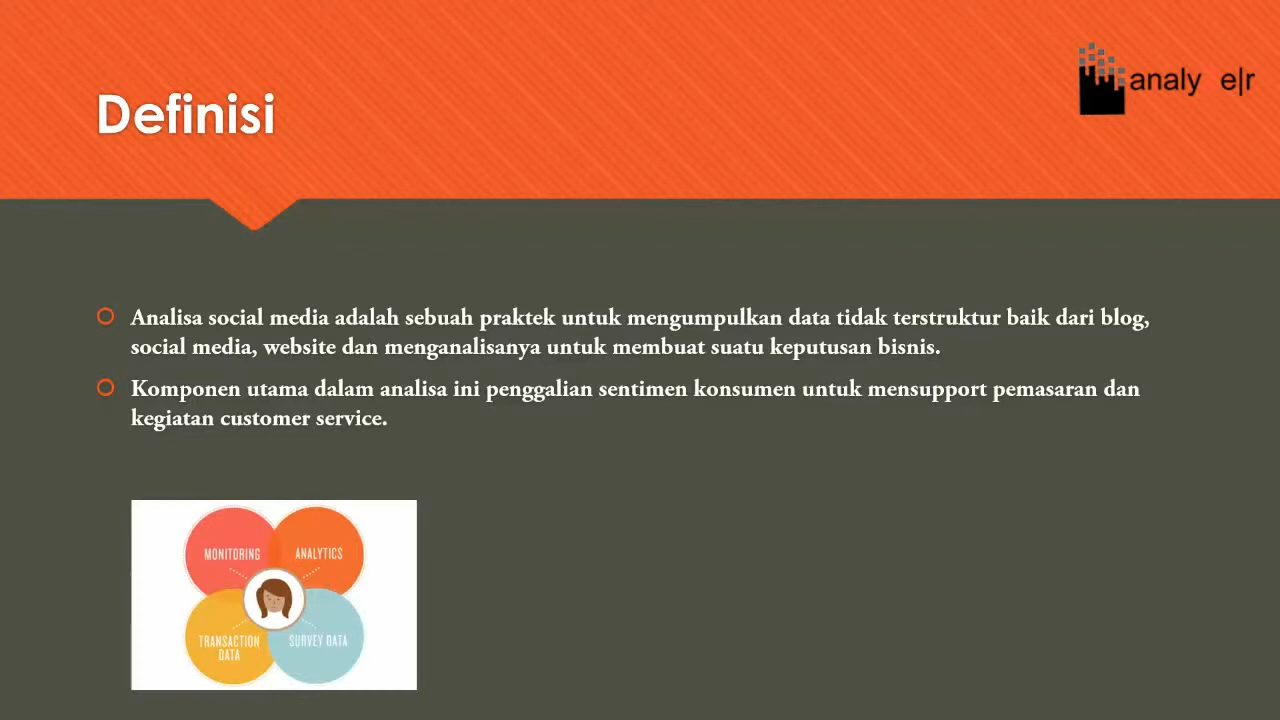 Definisi
analy e|r
Analisa social media adalah sebuah praktek untuk mengumpulkan data tidak terstruktur baik dari blog,
social media, website dan menganalisanya untuk membuat suatu keputusan bisnis.
Komponen utama dalam analisa ini penggalian sentimen konsumen untuk mensupport pemasaran dan
kegiatan customer service.
MONITORING
ANALYTICS
TRANSACTION
DATA
SURVEY DATA